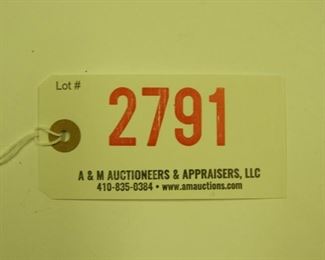 Lot #
2791
A & M AUCTIONEERS & APPRAISERS, LLC
410-835-0384 • www.amauctions.com